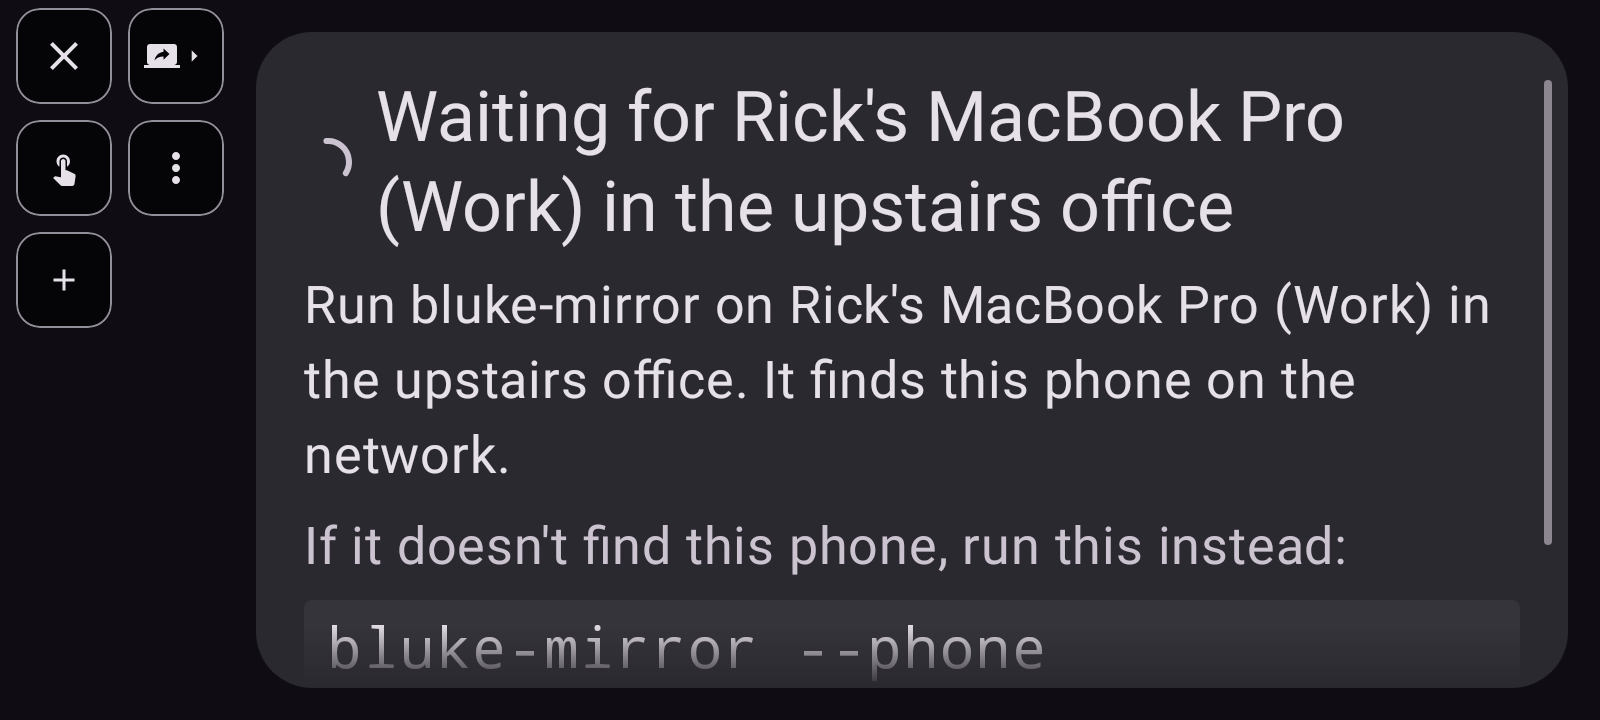 Waiting for Rick's MacBook Pro
(Work) in the upstairs office
Run bluke-mirror on Rick's MacBook Pro (Work) in
the upstairs office. It finds this phone on the
network.
If it doesn't find this phone, run this instead:
bluke-mirror --phone